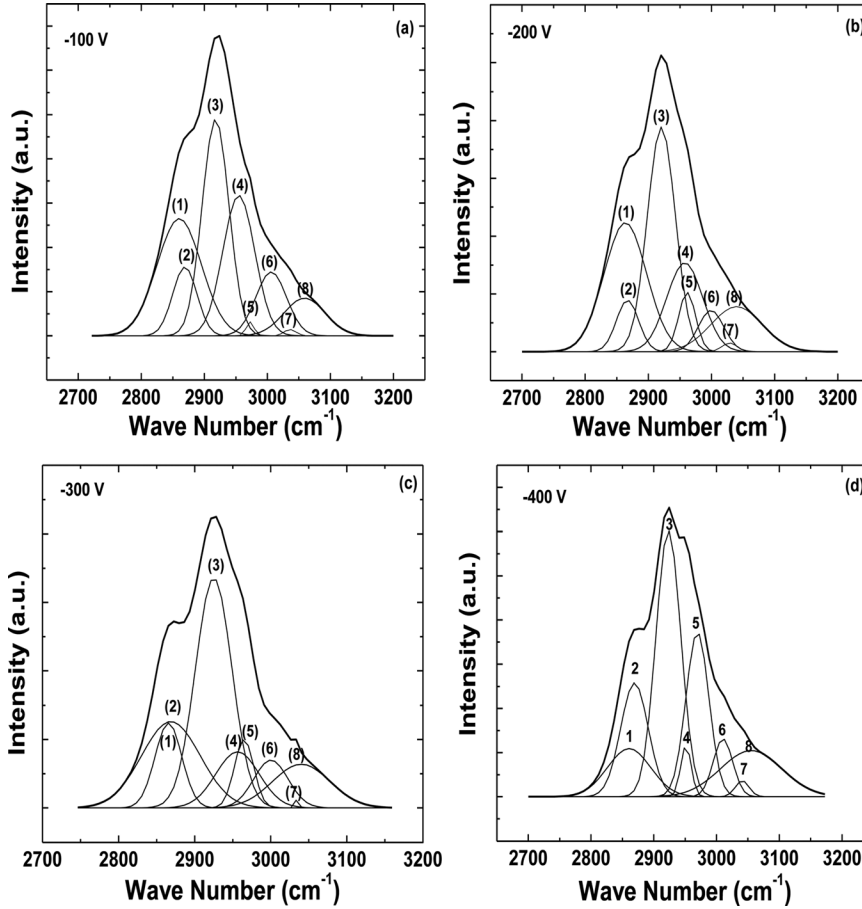 (a)
-100 V
(3)
(4)
(1)
(2)
(6)
(8)
(5)
(7)
Intensity (a.u.)
2700 2800 2900 3000 3100 3200
Wave Number (cm-1)
(b)
-200 V
(3)
(1)
(4)
(5)
(2)
(6)
(8)
(7)
Intensity (a.u.)
2700 2800 2900 3000 3100 3200
Wave Number (cm-1)
(c)
-300 V
(3)
(2)
(1)
(4)
(5)
(6)
(8)
(7)
Intensity (a.u.)
2700 2800 2900 3000 3100 3200
Wave Number (cm-1)
(d)
-400 V
3
5
2
1
4
6
8
7
Intensity (a.u.)
2700 2800 2900 3000 3100 3200
Wave Number (cm-1)